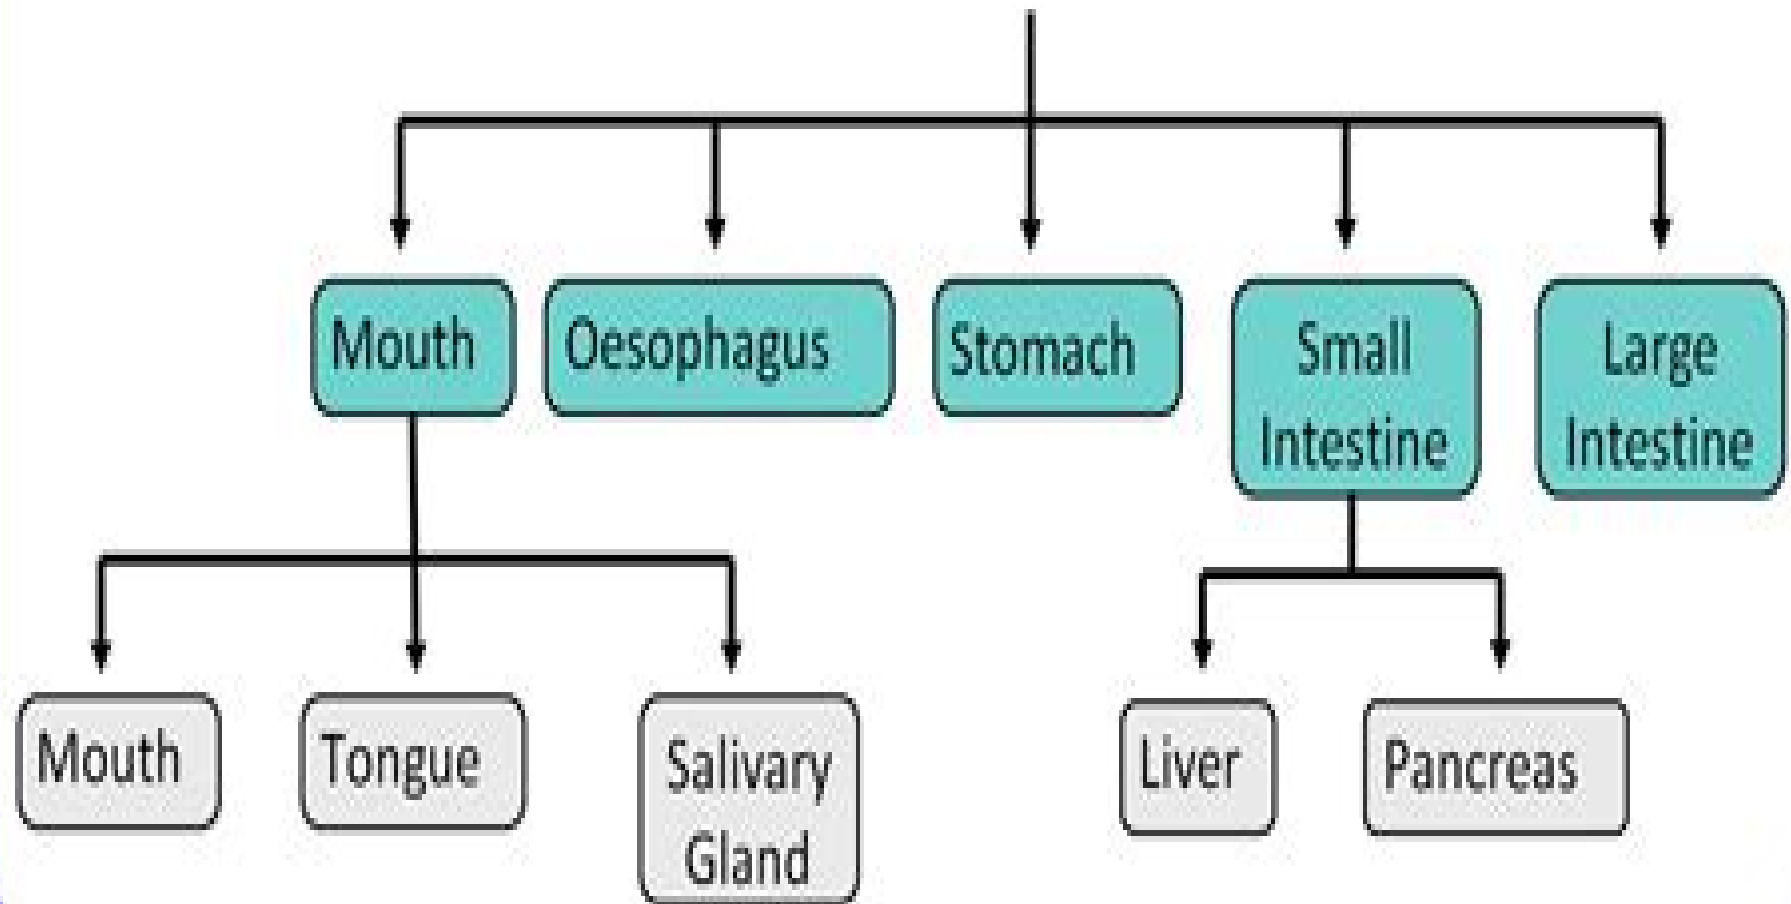 Mouth
Oesophagus
Stomach
Small
Intestine
Large
Intestine
Mouth
Tongue
Salivary
Gland
Liver
Pancreas